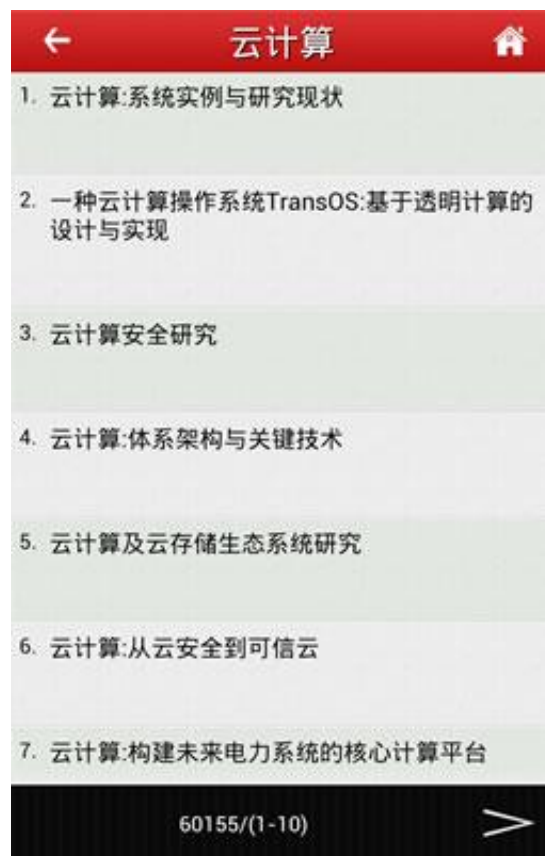 云计算
1. 云计算:系统实例与研究现状
2. 一种云计算操作系统TransOS:基于透明计算的
设计与实现
3. 云计算安全研究
4. 云计算:体系架构与关键技术
5. 云计算及云存储生态系统研究
6. 云计算:从云安全到可信云
7. 云计算:构建未来电力系统的核心计算平台
60155/(1-10)